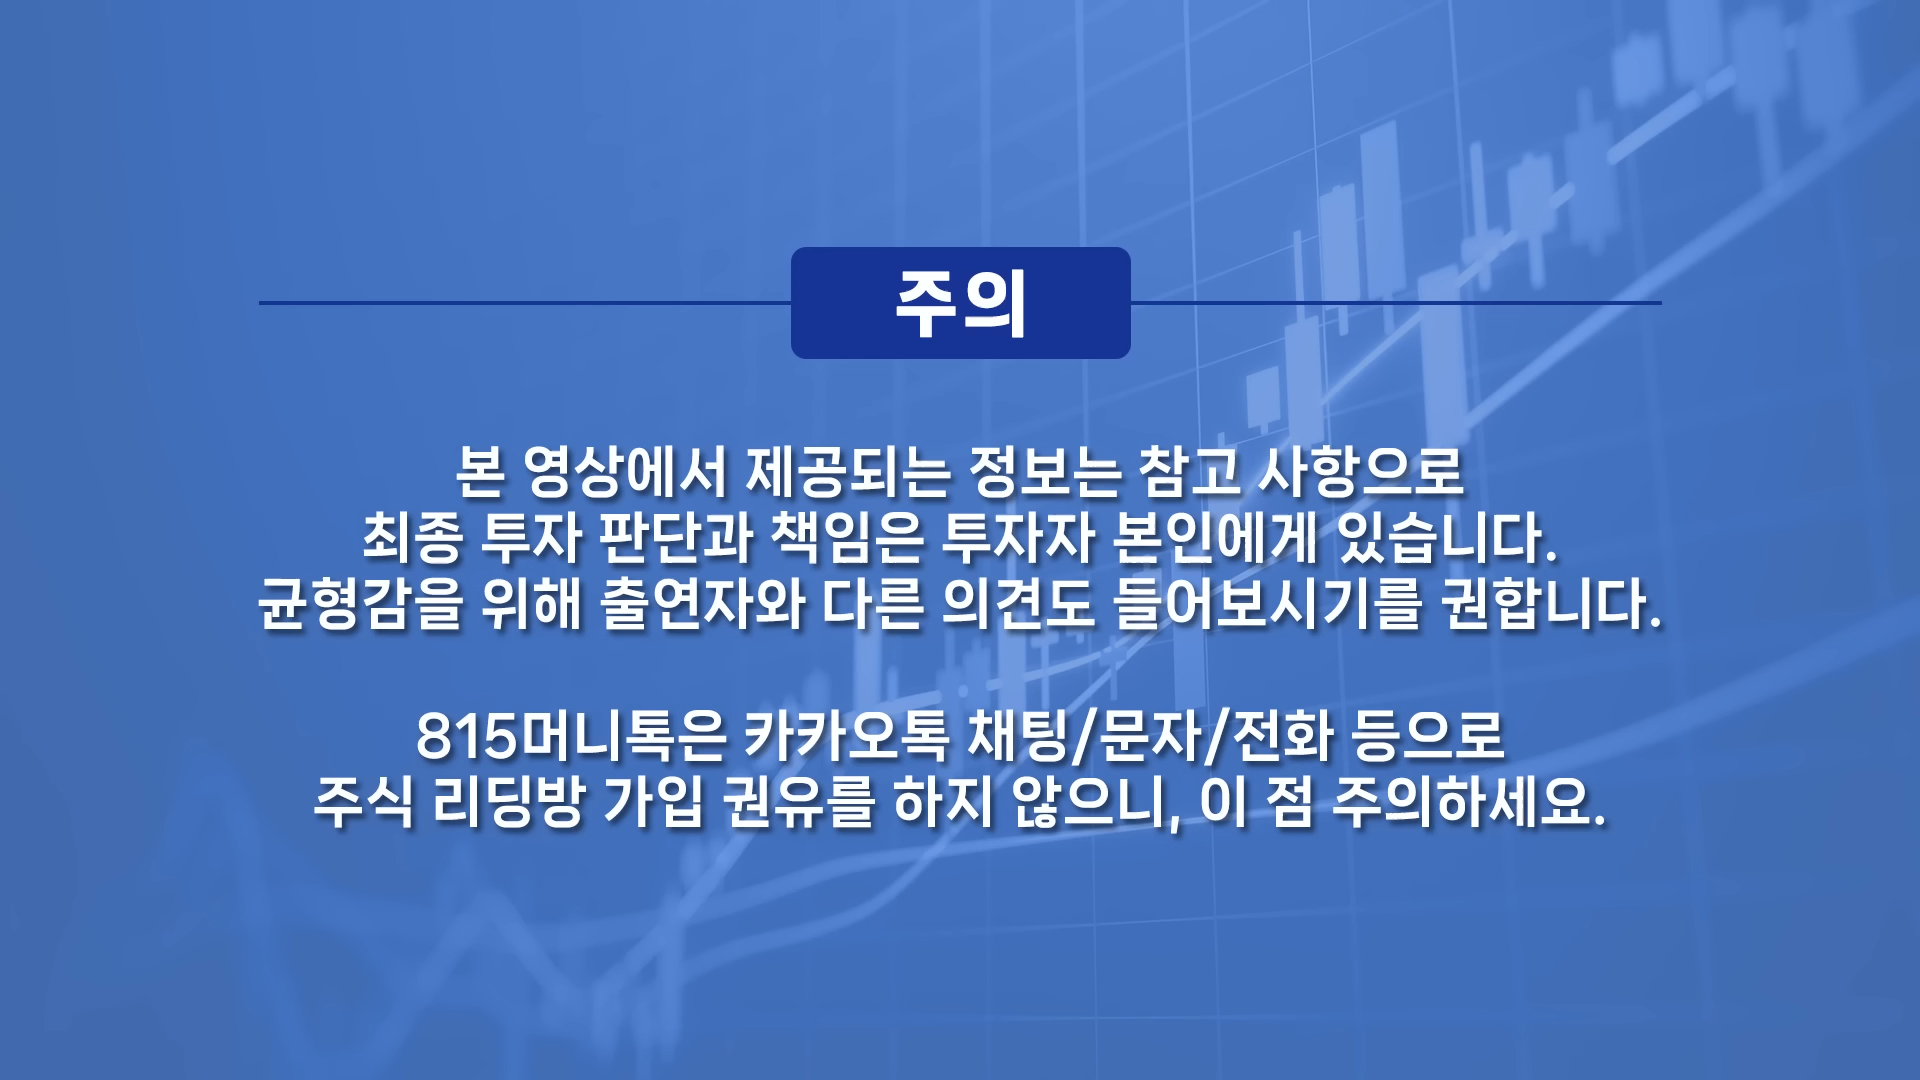 주의
본 영상에서 제공되는 정보는 참고 사항으로
최종 투자 판단과 책임은 투자자 본인에게 있습니다.
균형감을 위해 출연자와 다른 의견도 들어보시기를 권합니다.
815머니톡은 카카오톡 채팅/문자/전화 등으로
주식 리딩방 가입 권유를 하지 않으니, 이 점 주의하세요.